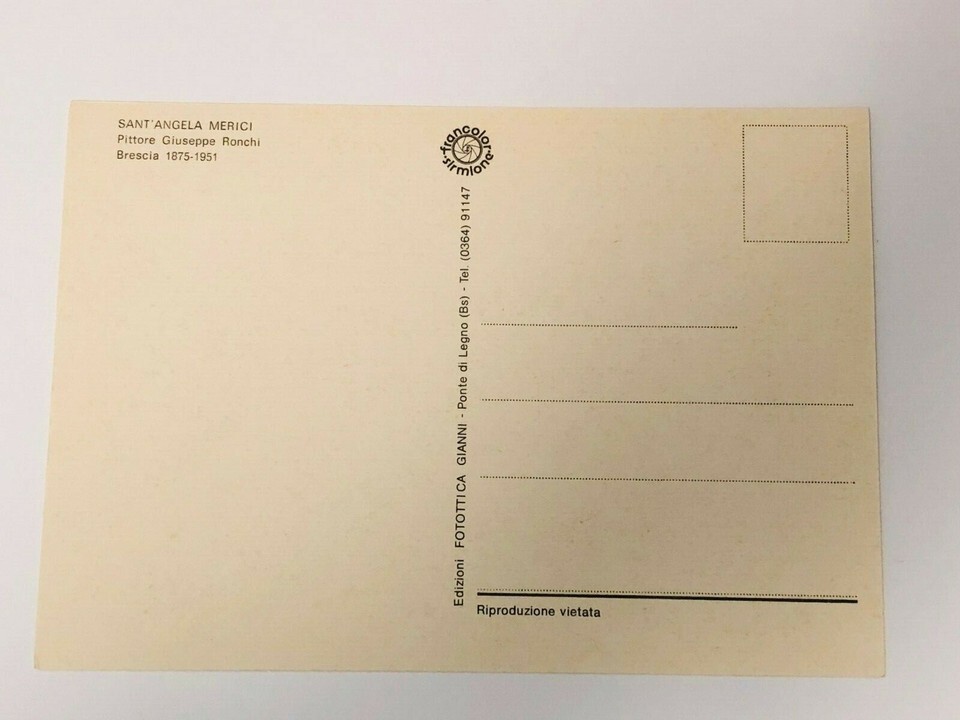 SANT'ANGELA MERICI
Pittore Giuseppe Ronchi
Brescia 1875-1951
francolore
sirmione
Edizioni FOTOTTICA GIANNI - Ponte di Legno (Bs) - Tel. (0364) 91147
Riproduzione vietata